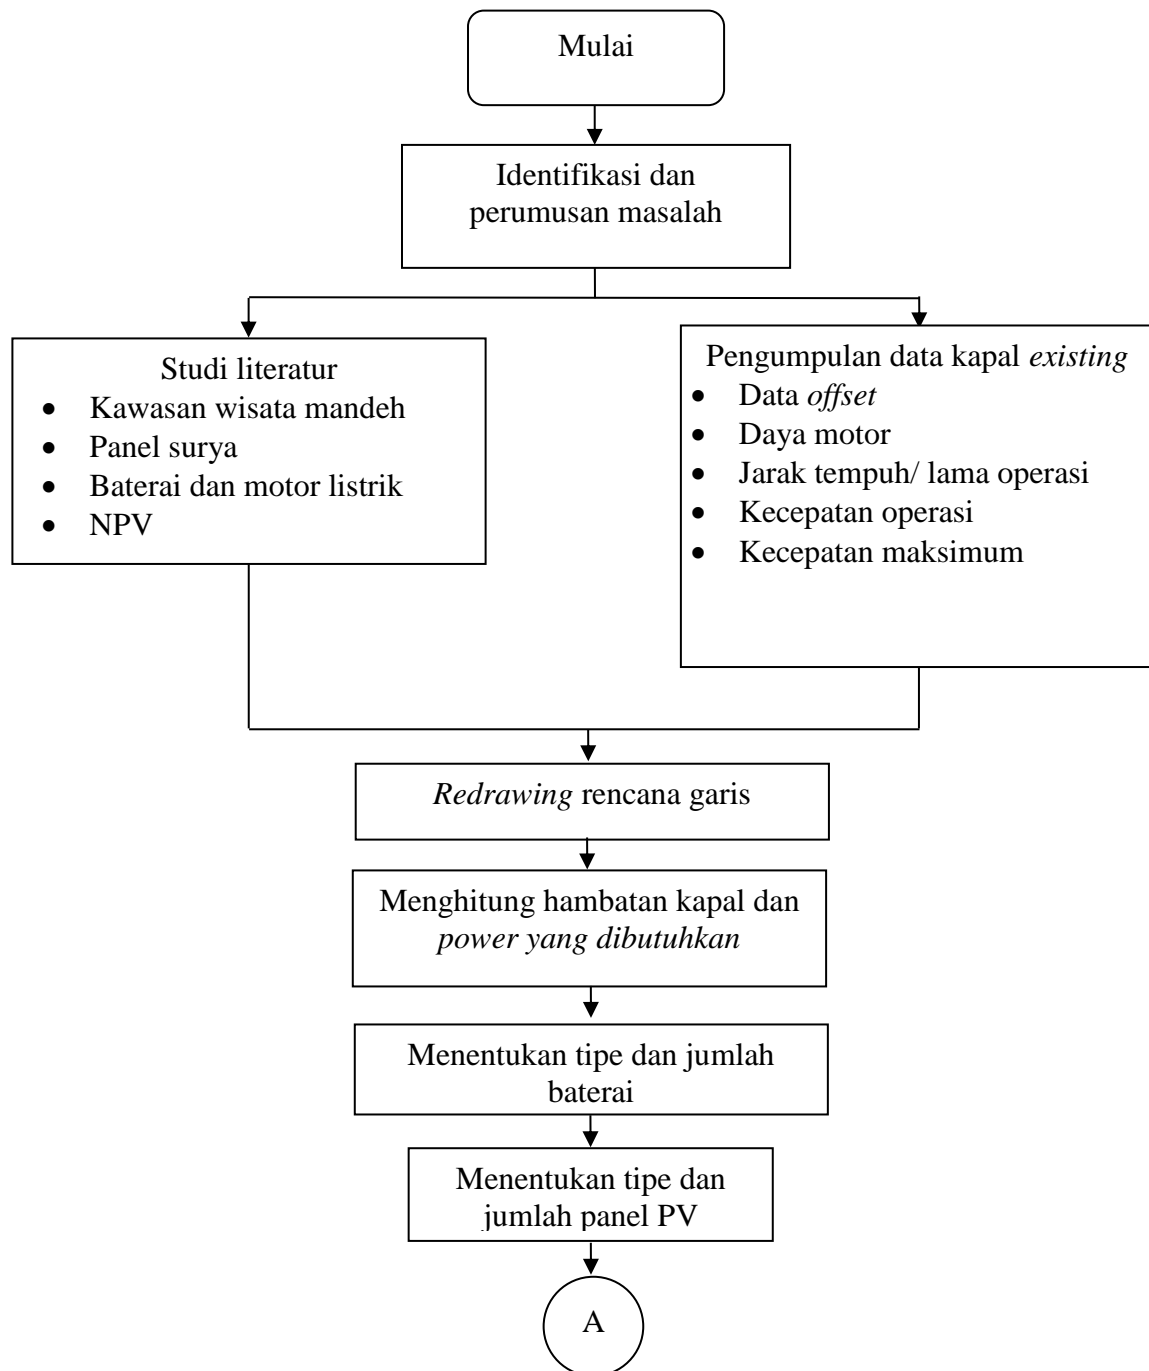 Mulai
Identifikasi dan
perumusan masalah
Studi literatur
• Kawasan wisata mandeh
• Panel surya
• Baterai dan motor listrik
• NPV
Pengumpulan data kapal existing
• Data offset
• Daya motor
• Jarak tempuh/ lama operasi
• Kecepatan operasi
• Kecepatan maksimum
Redrawing rencana garis
Menghitung hambatan kapal dan
power yang dibutuhkan
Menentukan tipe dan jumlah
baterai
Menentukan tipe dan
jumlah panel PV
A